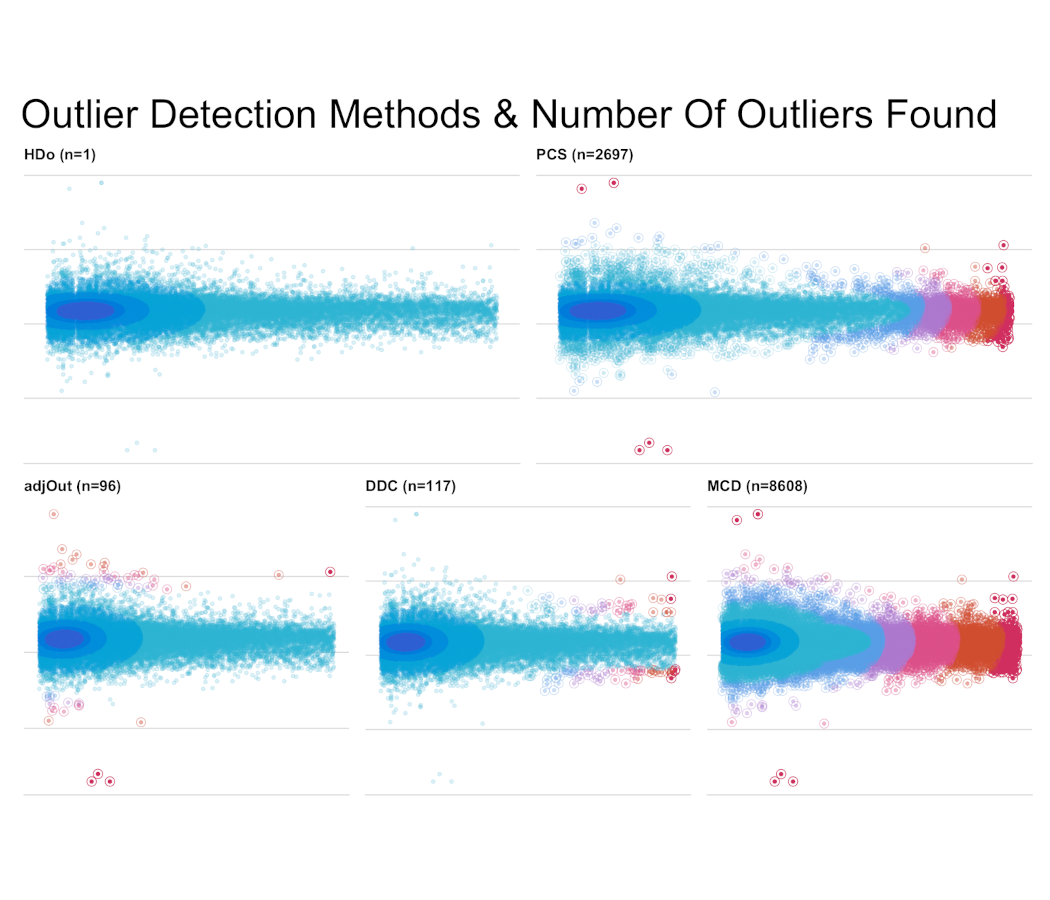 Outlier Detection Methods & Number Of Outliers Found
HDo (n=1)
PCS (n=2697)
adjOut (n=96)
DDC (n=117)
MCD (n=8608)